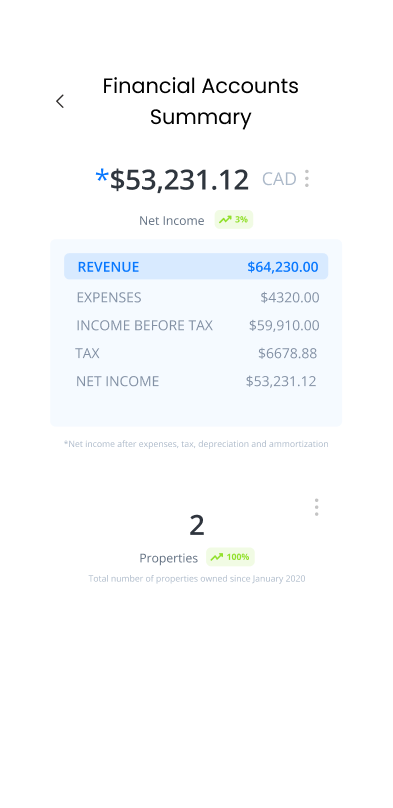 Financial Accounts
Summary
*$53,231.12 CAD
Net Income 3%
REVENUE $64,230.00
EXPENSES $4320.00
INCOME BEFORE TAX $59,910.00
TAX $6678.88
NET INCOME $53,231.12
*Net income after expenses, tax, depreciation and ammortization
2
Properties 100%
Total number of properties owned since January 2020